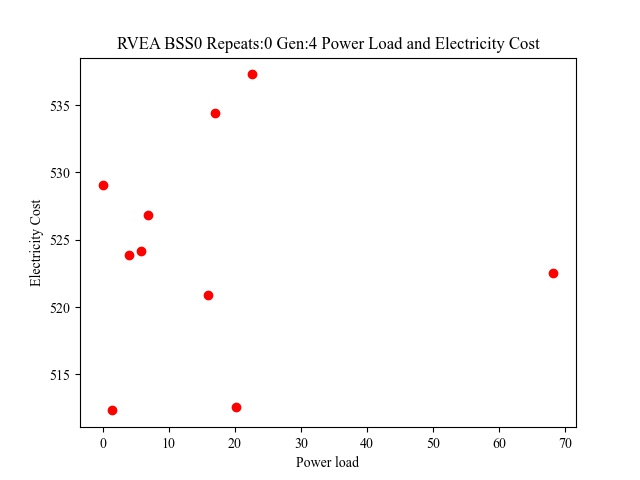 RVEA BSS0 Repeats:0 Gen:4 Power Load and Electricity Cost
535
530
525
520
515
Electricity Cost
0 10 20 30 40 50 60 70
Power load